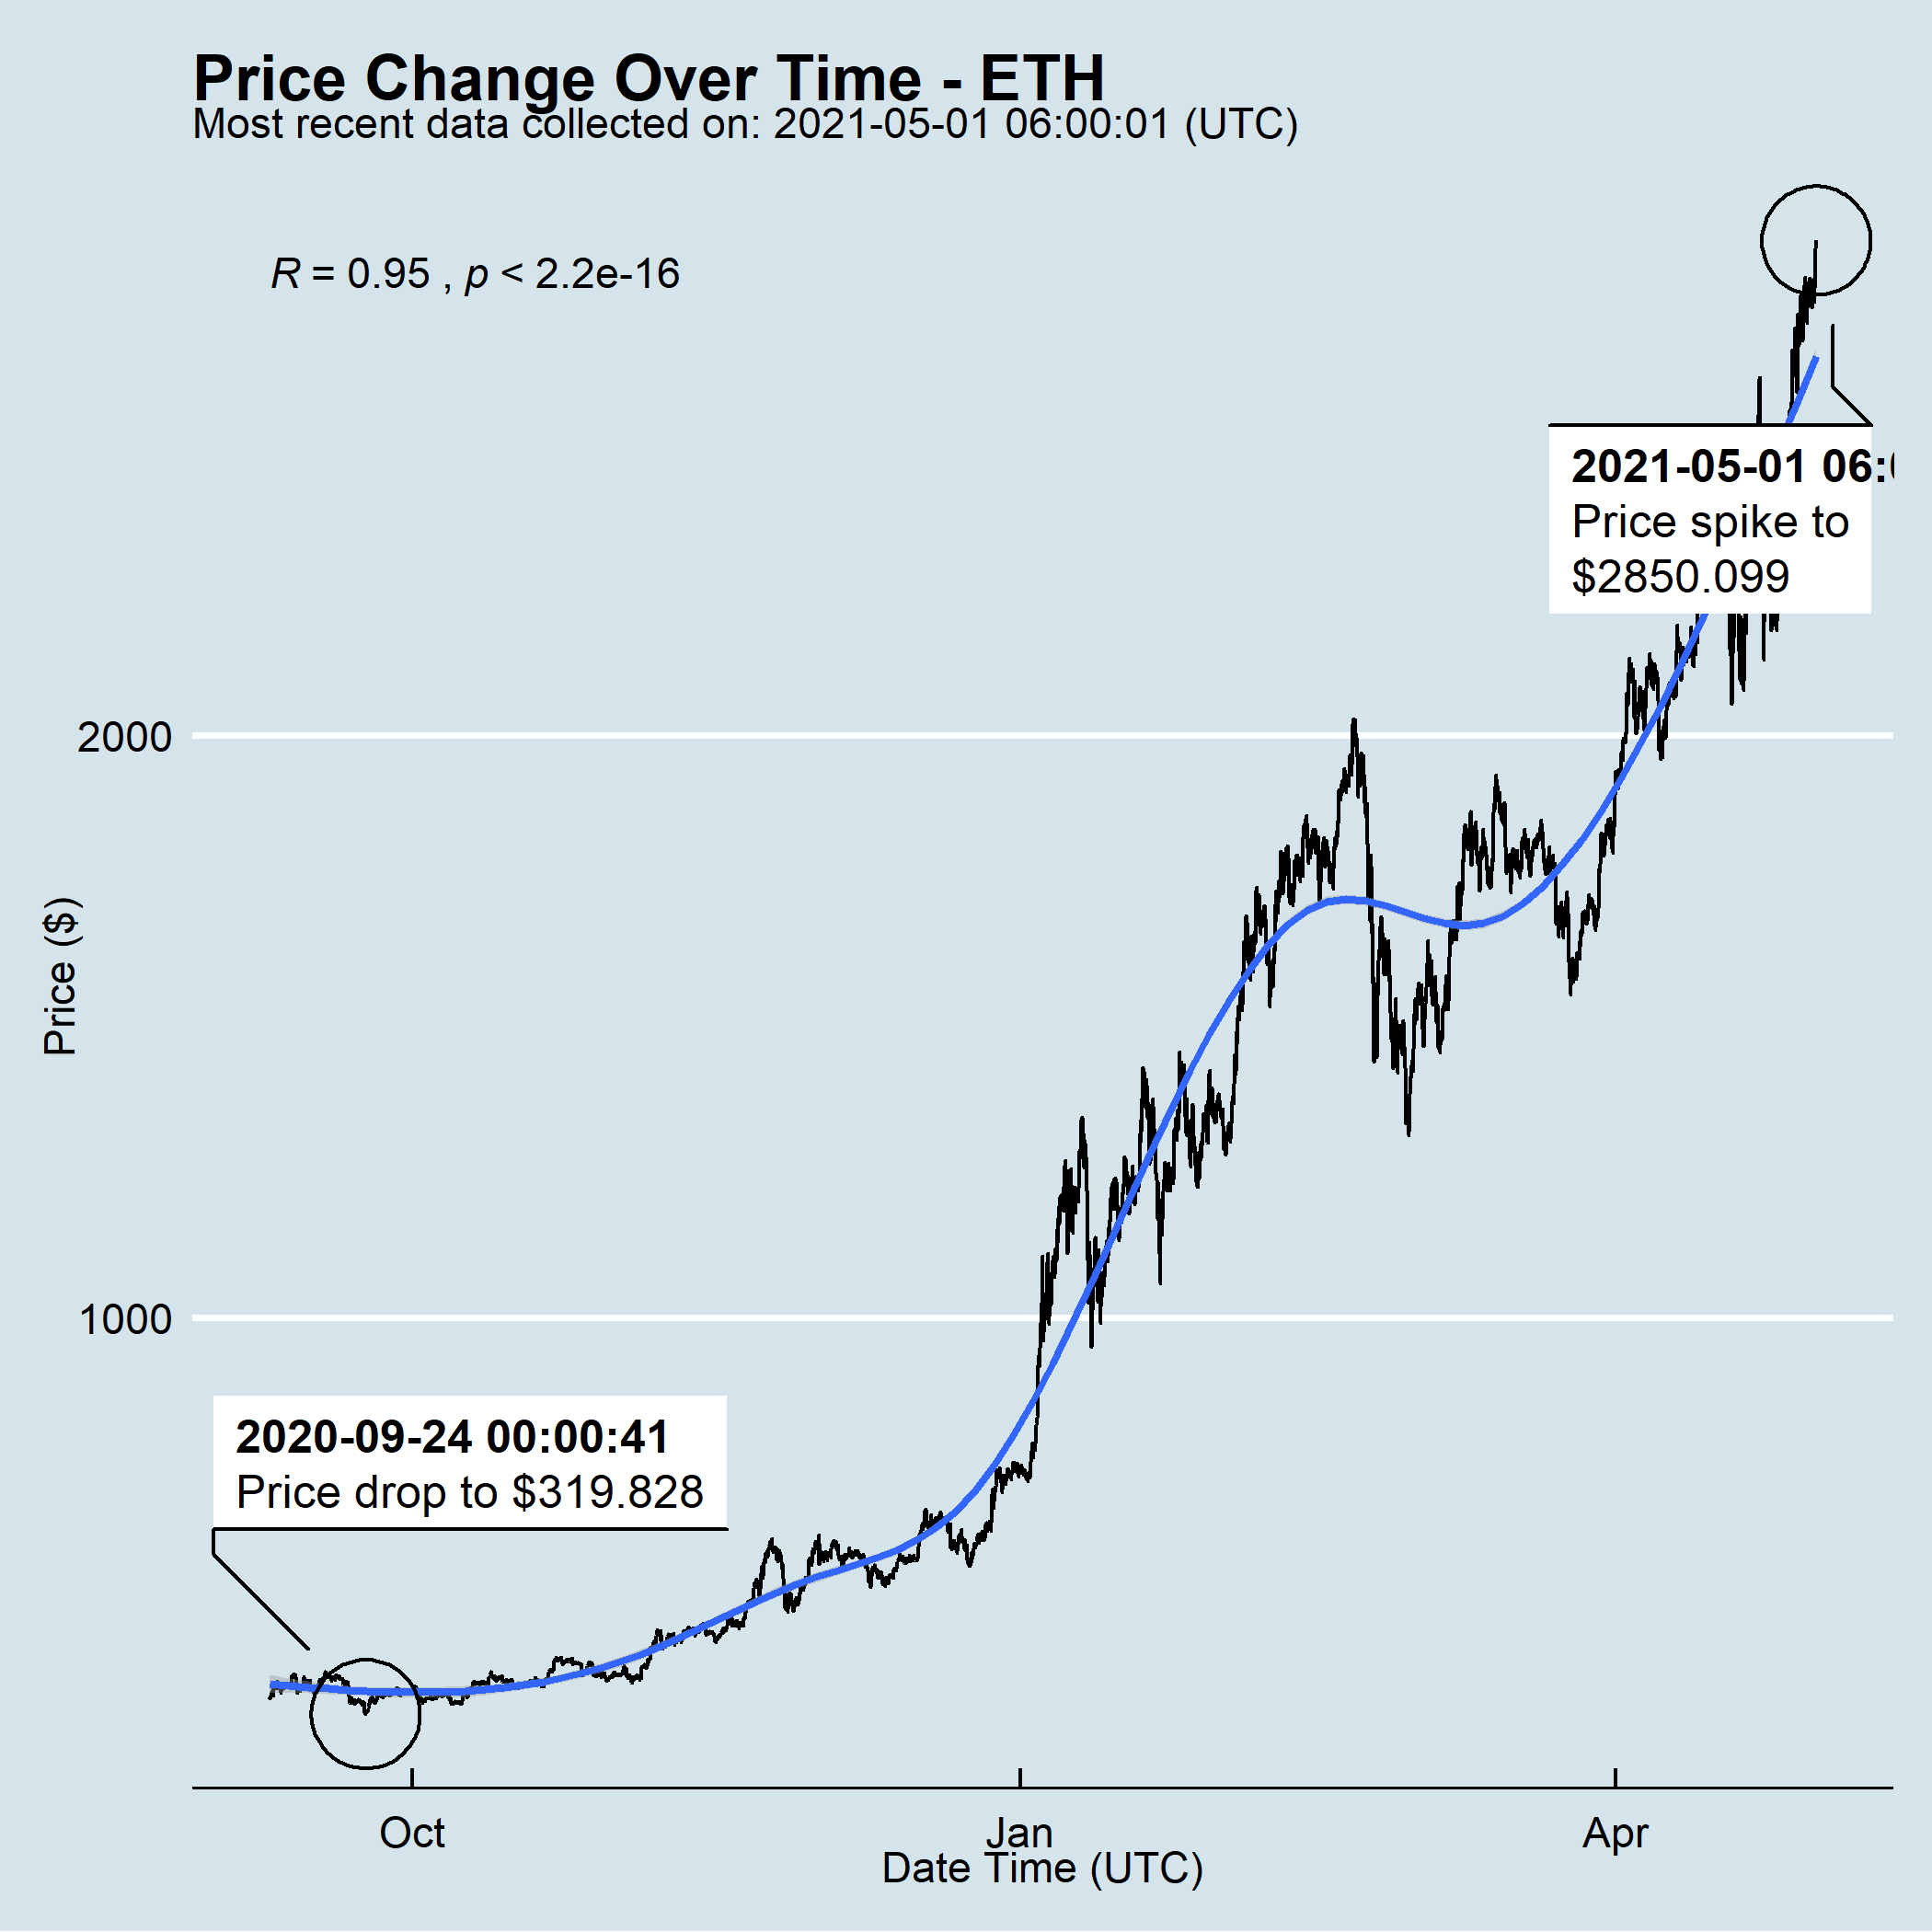 Price Change Over Time - ETH
Most recent data collected on: 2021-05-01 06:00:01 (UTC)
R = 0.95 , p < 2.2e-16
2021-05-01 06:
Price spike to
$2850.099
2000
Price ($)
1000
2020-09-24 00:00:41
Price drop to $319.828
Oct
Jan
Apr
Date Time (UTC)